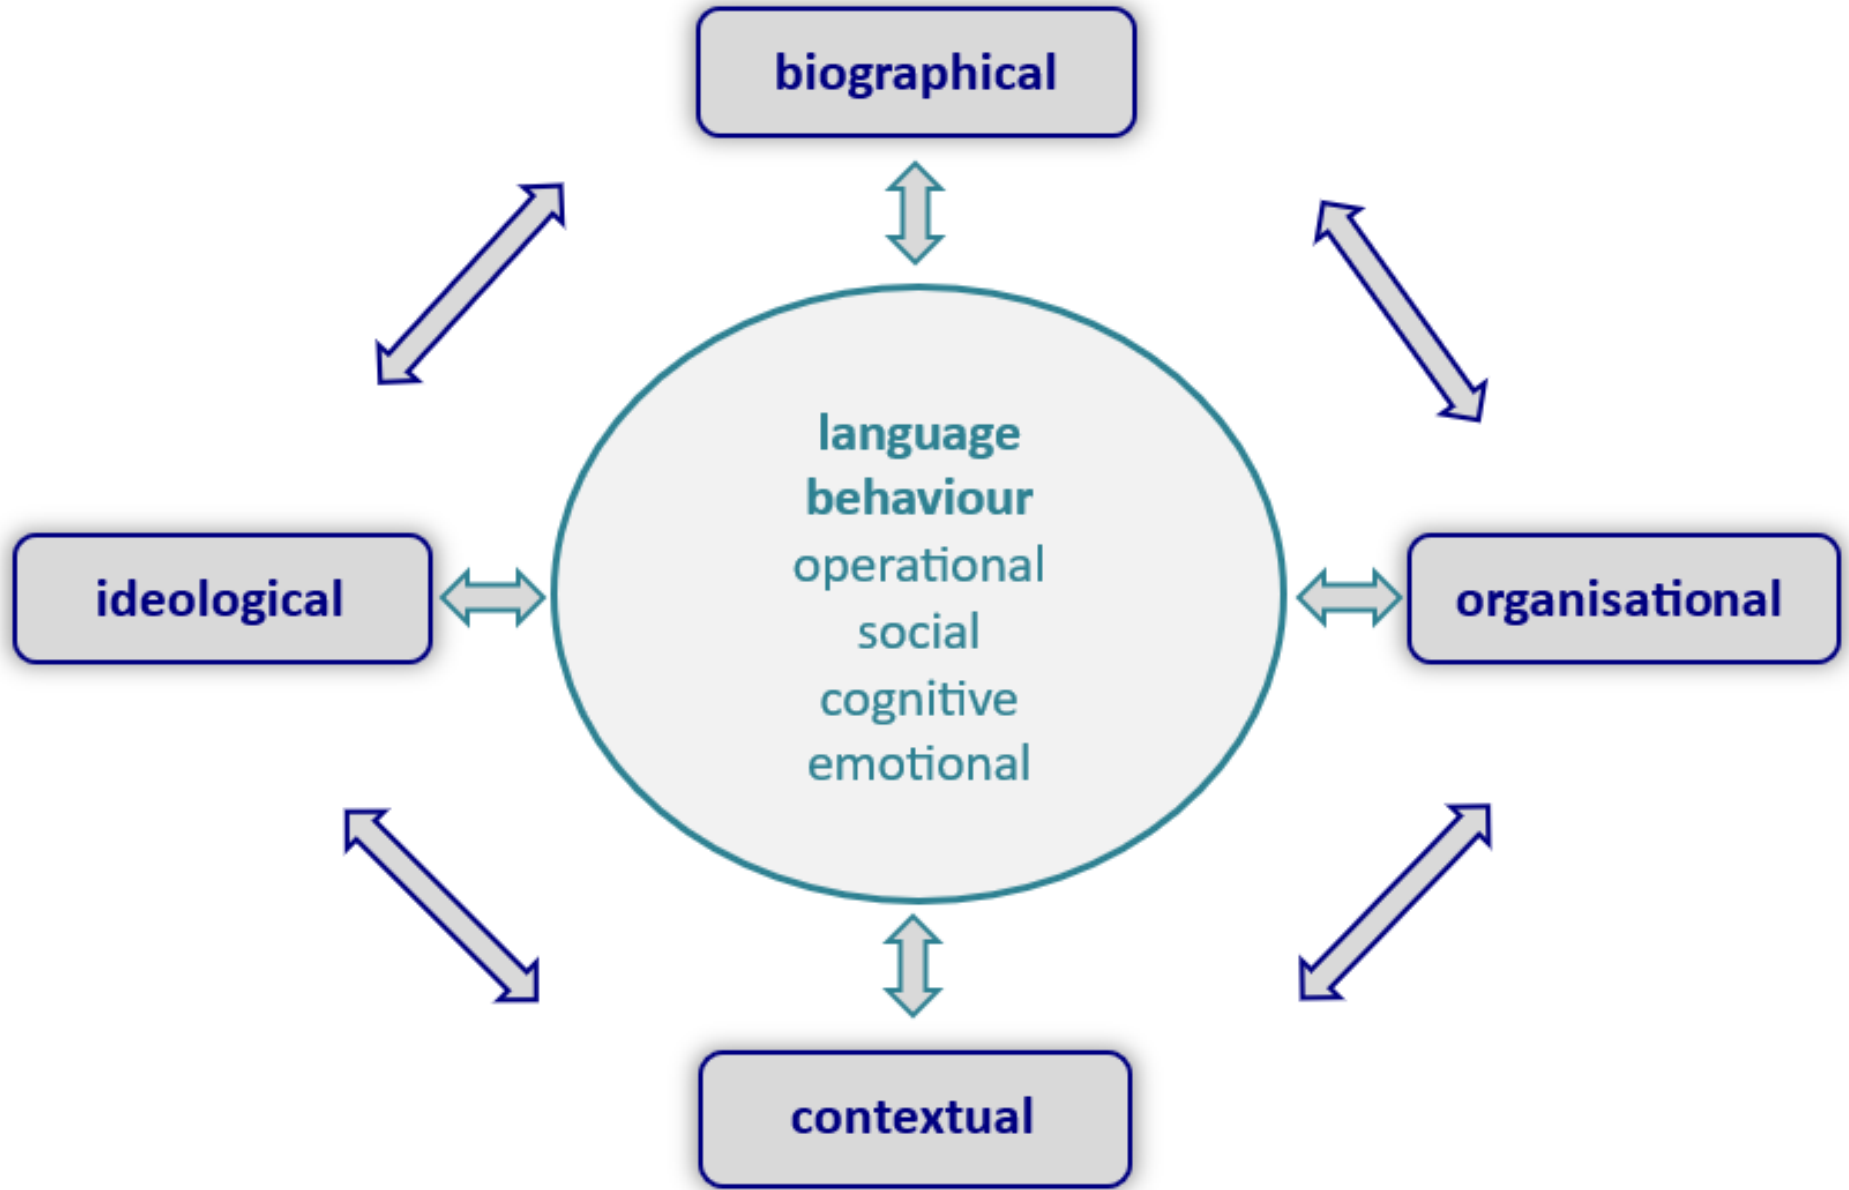 biographical
language
behaviour
operational
social
cognitive
emotional
ideological
organisational
contextual